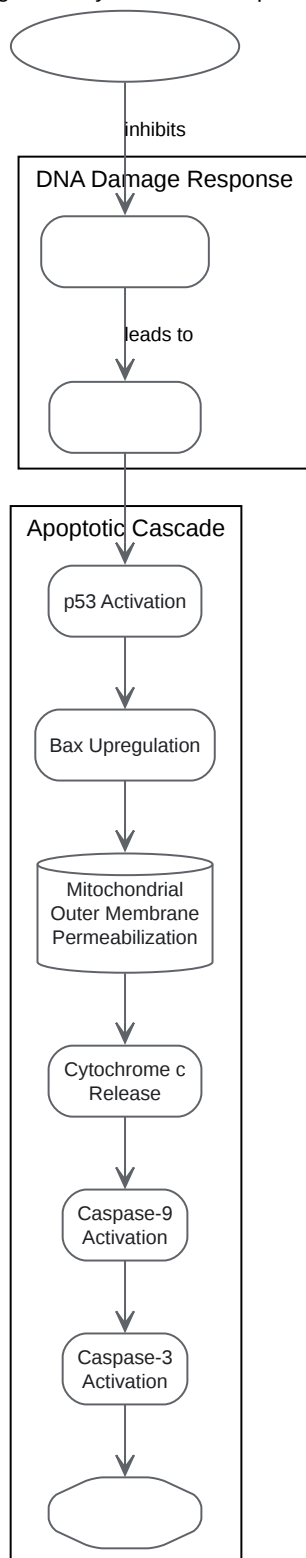 inhibits
DNA Damage Response
leads to
Apoptotic Cascade
p53 Activation
Bax Upregulation
Mitochondrial
Outer Membrane
Permeabilization
Cytochrome c
Release
Caspase-9
Activation
Caspase-3
Activation